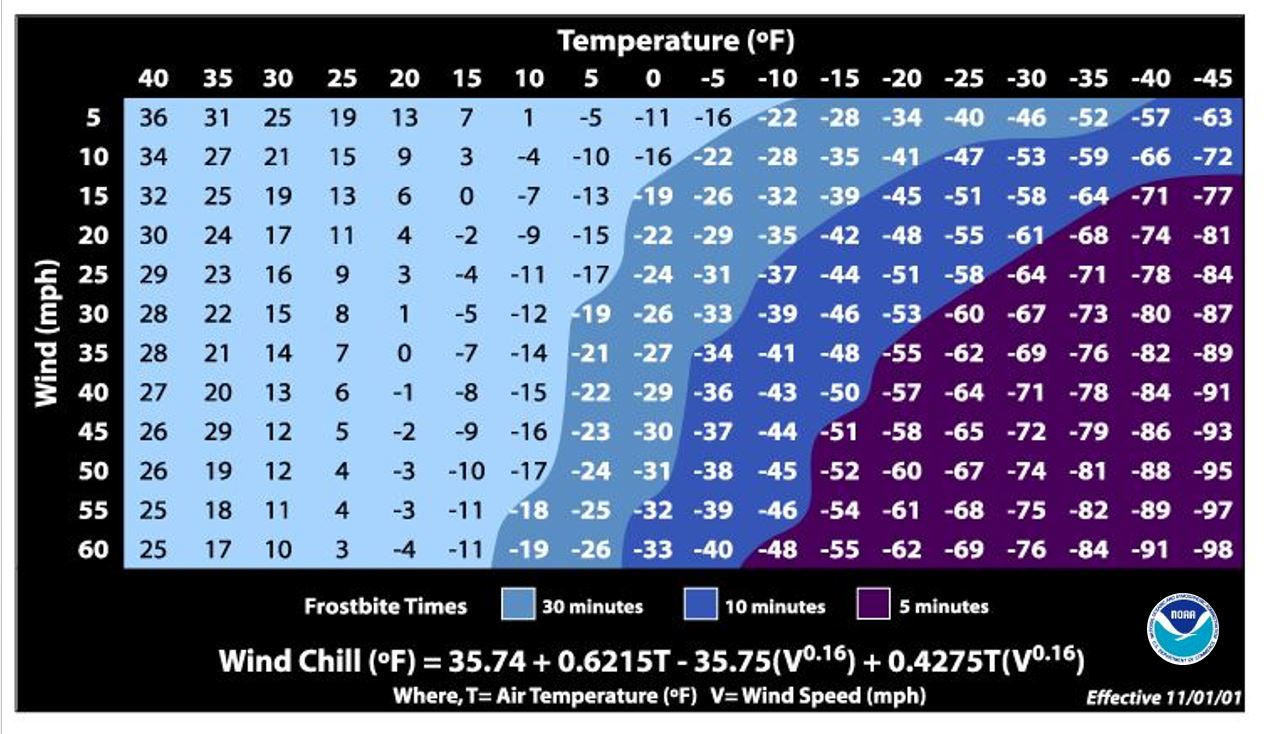 Temperature (ºF)
40 35 30 25 20 15 10 5 0 -5 -10 -15 -20 -25 -30 -35 -40 -45
Wind (mph)
5 36 31 25 19 13 7 1 -5 -11 -16 -22 -28 -34 -40 -46 -52 -57 -63
10 34 27 21 15 9 3 -4 -10 -16 -22 -28 -35 -41 -47 -53 -59 -66 -72
15 32 25 19 13 6 0 -7 -13 -19 -26 -32 -39 -45 -51 -58 -64 -71 -77
20 30 24 17 11 4 -2 -9 -15 -22 -29 -35 -42 -48 -55 -61 -68 -74 -81
25 29 23 16 9 3 -4 -11 -17 -24 -31 -37 -44 -51 -58 -64 -71 -78 -84
30 28 22 15 8 1 -5 -12 -19 -26 -33 -39 -46 -53 -60 -67 -73 -80 -87
35 28 21 14 7 0 -7 -14 -21 -27 -34 -41 -48 -55 -62 -69 -76 -82 -89
40 27 20 13 6 -1 -8 -15 -22 -29 -36 -43 -50 -57 -64 -71 -78 -84 -91
45 26 29 12 5 -2 -9 -16 -23 -30 -37 -44 -51 -58 -65 -72 -79 -86 -93
50 26 19 12 4 -3 -10 -17 -24 -31 -38 -45 -52 -60 -67 -74 -81 -88 -95
55 25 18 11 4 -3 -11 -18 -25 -32 -39 -46 -54 -61 -68 -75 -82 -89 -97
60 25 17 10 3 -4 -11 -19 -26 -33 -40 -48 -55 -62 -69 -76 -84 -91 -98
Frostbite Times 30 minutes 10 minutes 5 minutes
NOAA
Wind Chill (ºF) = 35.74 + 0.6215T - 35.75(V^0.16) + 0.4275T(V^0.16)
Where, T= Air Temperature (ºF) V= Wind Speed (mph)
Effective 11/01/01